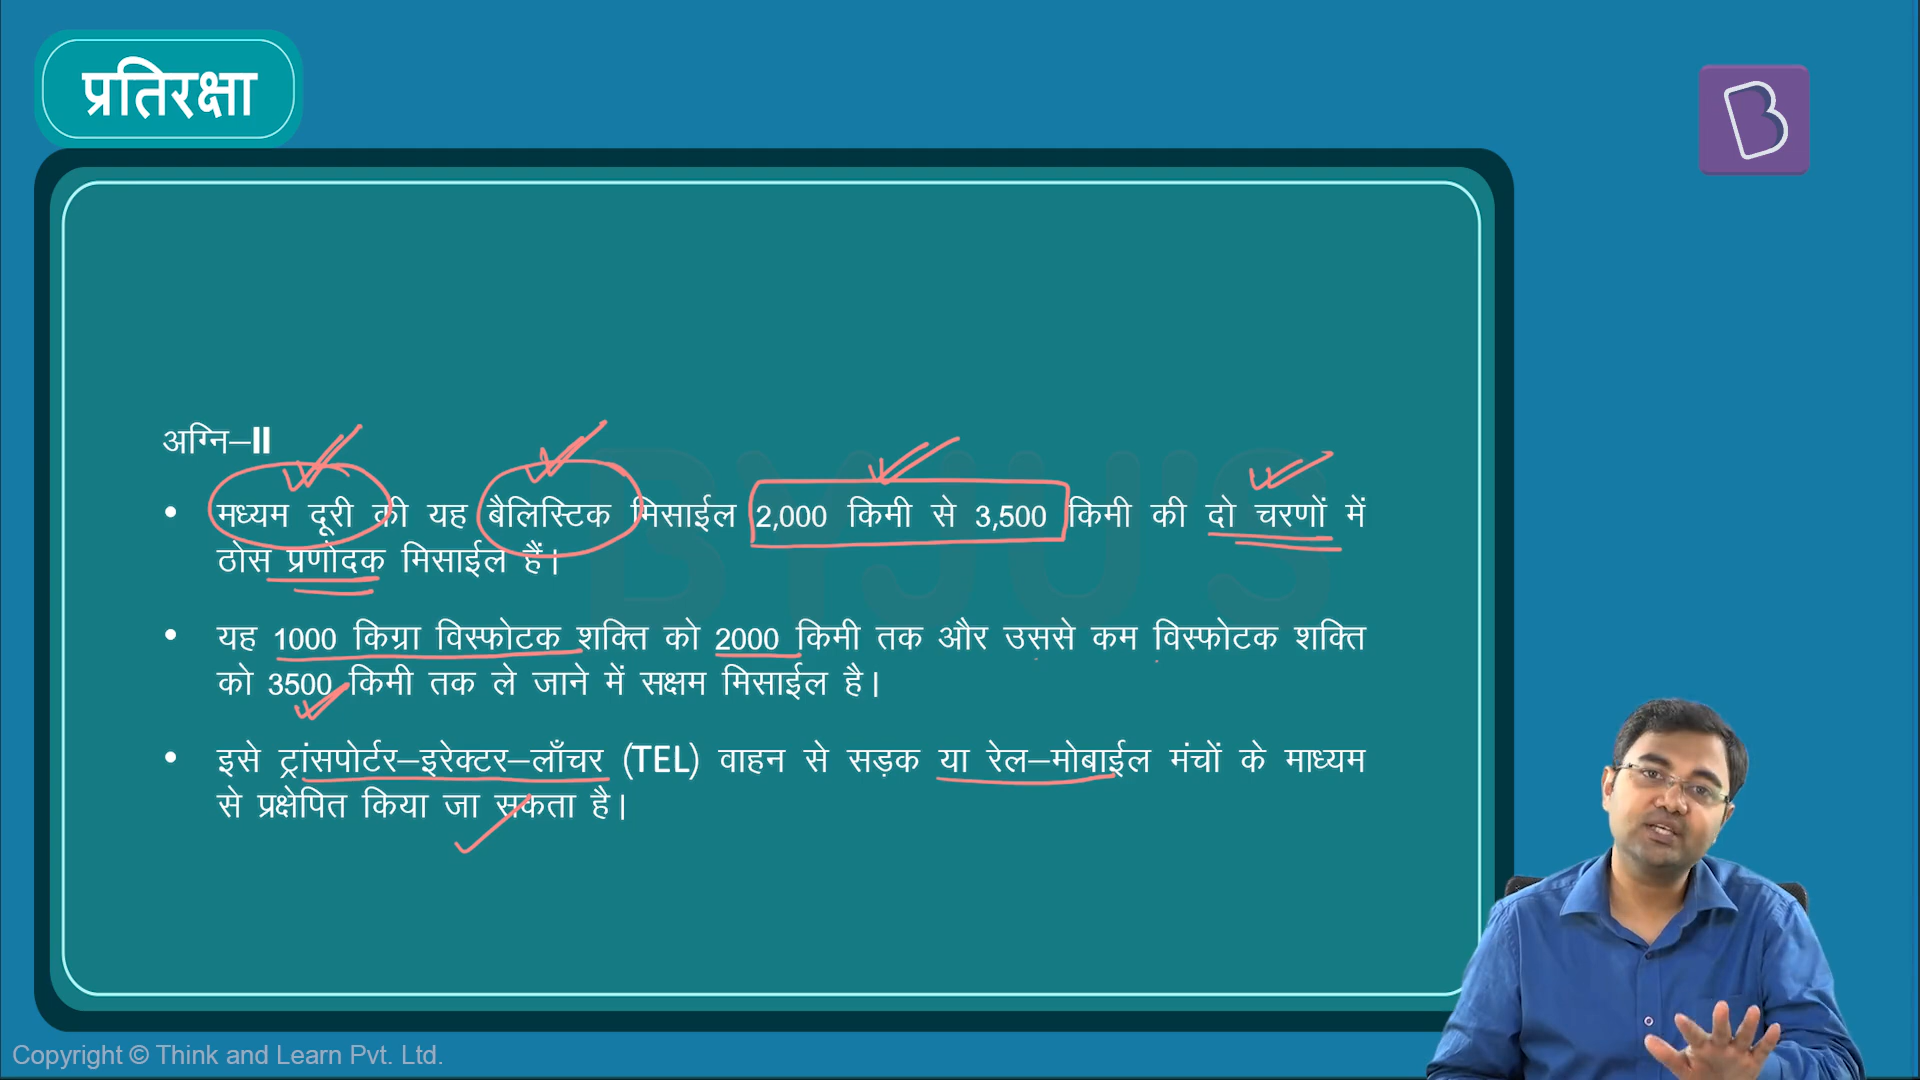 प्रतिरक्षा
B
अग्नि–II
• मध्यम दूरी की यह बैलिस्टिक मिसाईल 2,000 किमी से 3,500 किमी की दो चरणों में
ठोस प्रणोदक मिसाईल हैं।
• यह 1000 किग्रा विस्फोटक शक्ति को 2000 किमी तक और उससे कम विस्फोटक शक्ति
को 3500 किमी तक ले जाने में सक्षम मिसाईल है।
• इसे ट्रांसपोर्टर–इरेक्टर–लाँचर (TEL) वाहन से सड़क या रेल–मोबाईल मंचों के माध्यम
से प्रक्षेपित किया जा सकता है।
BYJU'S
Copyright © Think and Learn Pvt. Ltd.